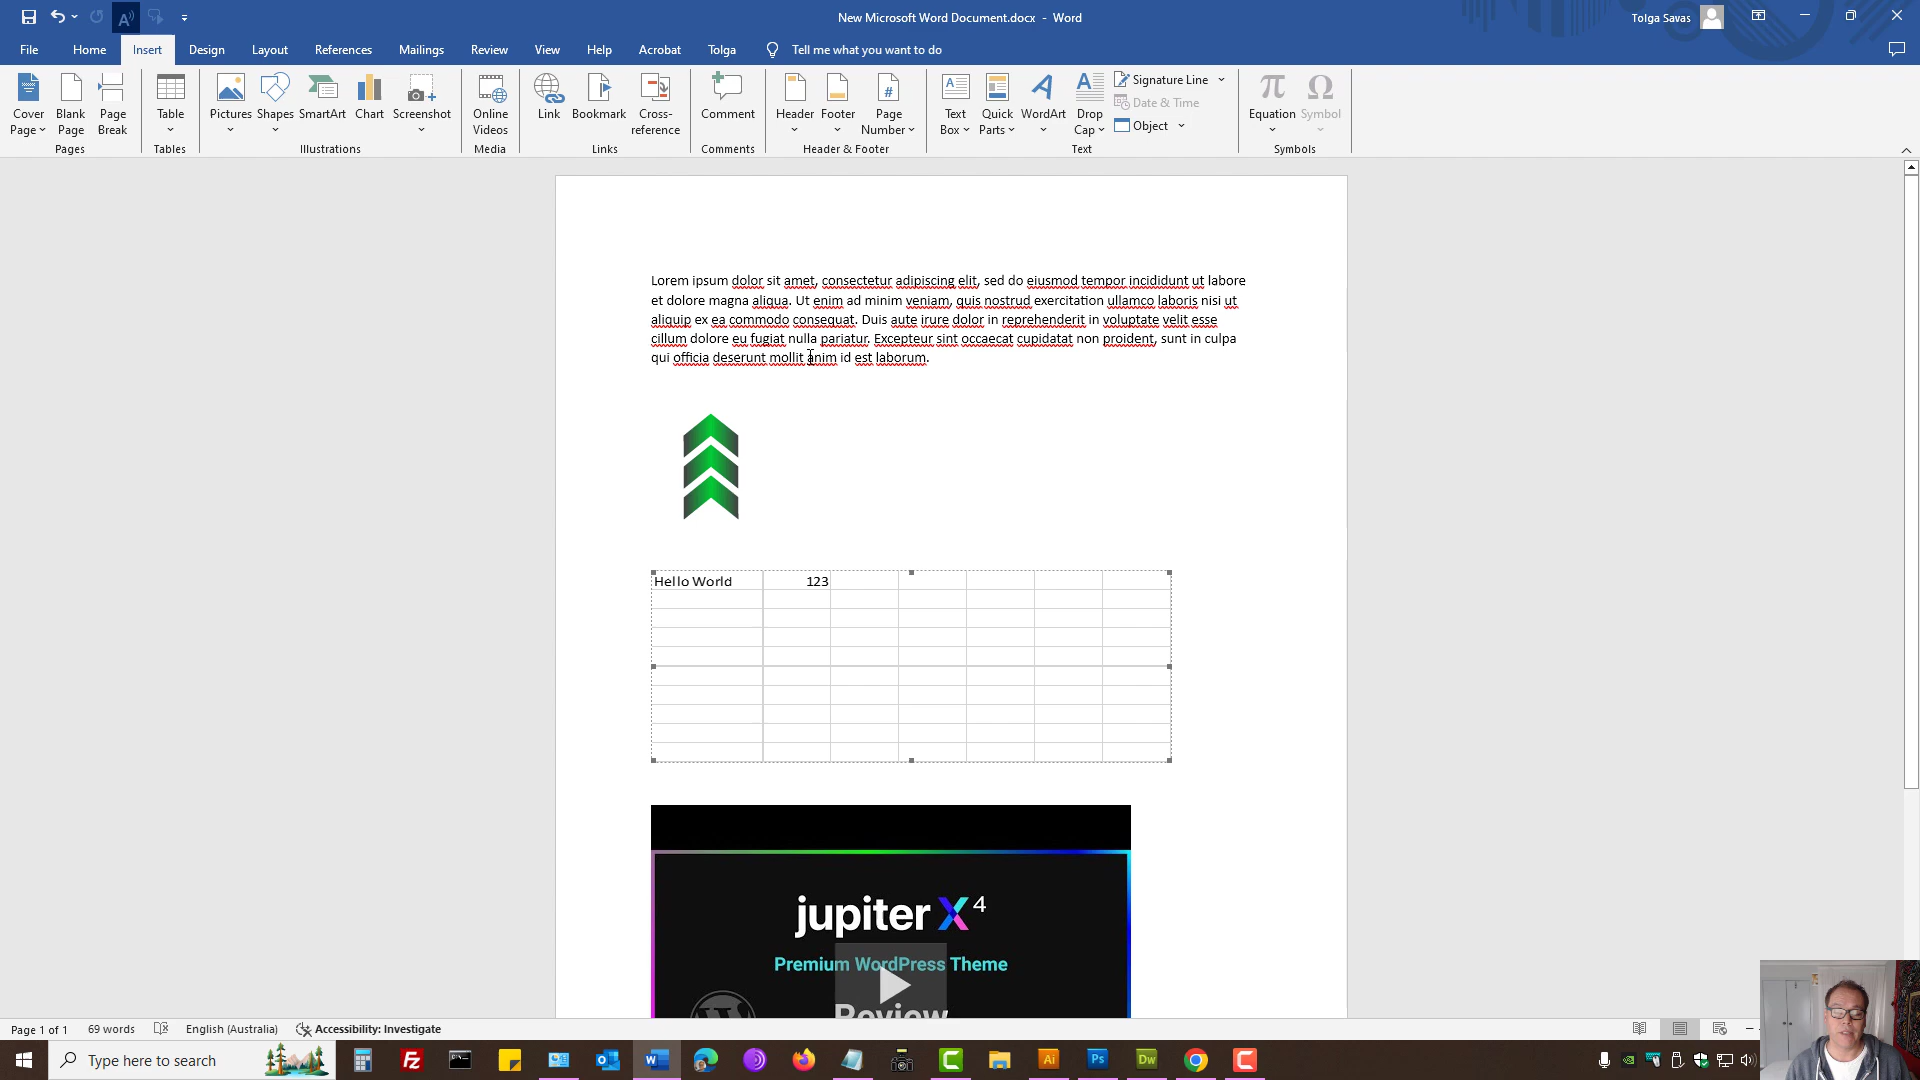 New Microsoft Word Document.docx - Word
Tolga Savas
File Home Insert Design Layout References Mailings Review View Help Acrobat Tolga Tell me what you want to do
Cover Page
Blank Page
Page Break
Pages
Table
Tables
Pictures Shapes SmartArt Chart Screenshot
Illustrations
Online Videos
Media
Link Bookmark Cross-reference
Links
Comment
Comments
Header Footer Page Number
Header & Footer
Text Box
Quick Parts
WordArt
Drop Cap
Signature Line
Date & Time
Object
Text
Equation Symbol
Symbols
Lorem ipsum dolor sit amet, consectetur adipiscing elit, sed do eiusmod tempor incididunt ut labore
et dolore magna aliqua. Ut enim ad minim veniam, quis nostrud exercitation ullamco laboris nisi ut
aliquip ex ea commodo consequat. Duis aute irure dolor in reprehenderit in voluptate velit esse
cillum dolore eu fugiat nulla pariatur. Excepteur sint occaecat cupidatat non proident, sunt in culpa
qui officia deserunt mollit anim id est laborum.
Hello World 123
jupiter X 4
Premium WordPress Theme
Review
Page 1 of 1 69 words English (Australia) Accessibility: Investigate
Type here to search